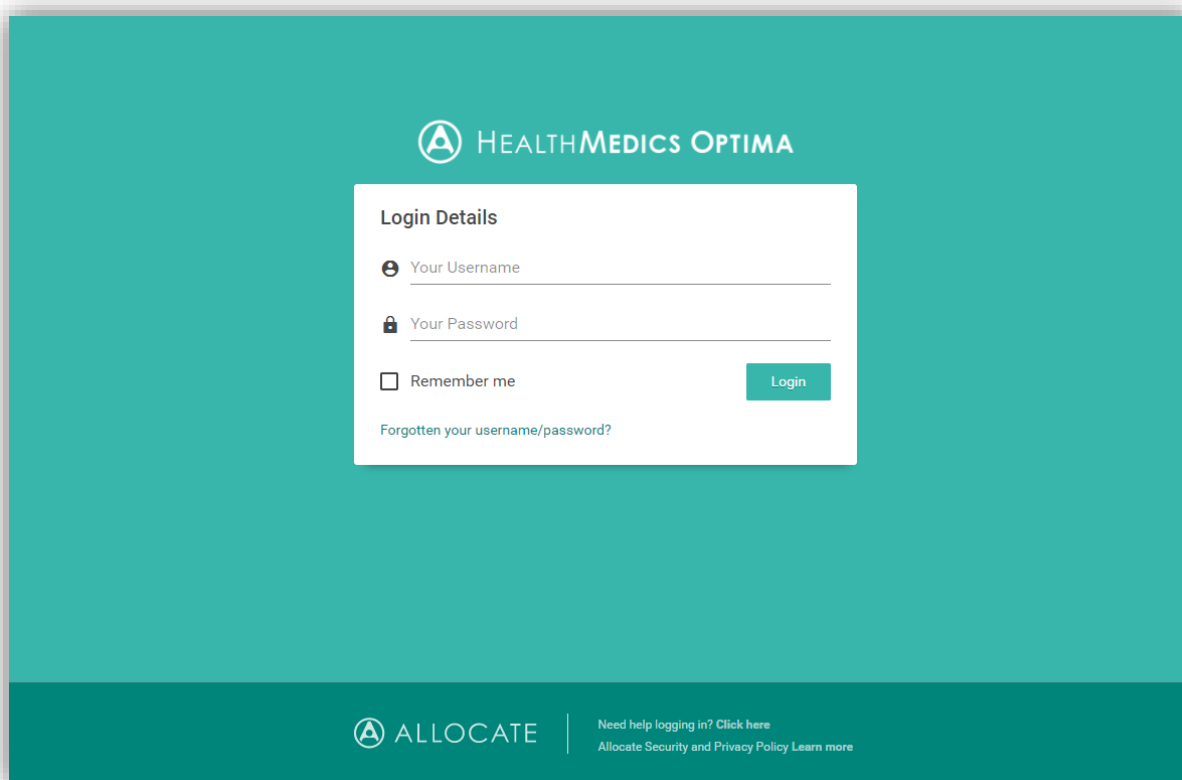 HEALTHMEDICS OPTIMA
Login Details
Your Username
Your Password
Remember me
Login
Forgotten your username/password?
ALLOCATE
Need help logging in? Click here
Allocate Security and Privacy Policy Learn more